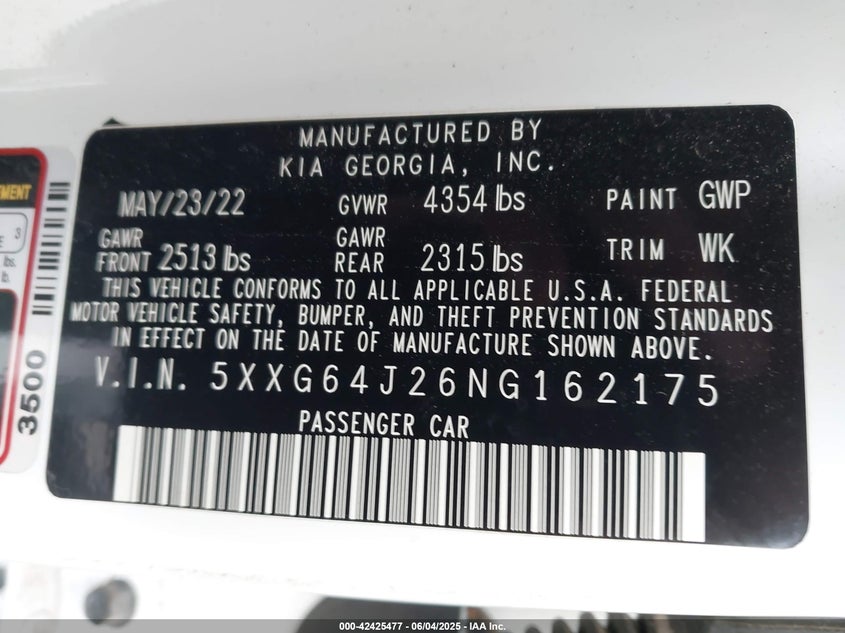 MANUFACTURED BY
KIA GEORGIA, INC.
MAY/23/22 GVWR 4354 lbs PAINT GWP
GAWR FRONT 2513 lbs GAWR REAR 2315 lbs TRIM WK
THIS VEHICLE CONFORMS TO ALL APPLICABLE U.S.A. FEDERAL
MOTOR VEHICLE SAFETY, BUMPER, AND THEFT PREVENTION STANDARDS
IN EFFECT ON THE DATE OF MANUFACTURE SHOWN ABOVE.
V.I.N. 5XXG64J26NG162175
PASSENGER CAR
3
lbs.
lb.
3500
000-42425477 - 06/04/2025 - IAA Inc.